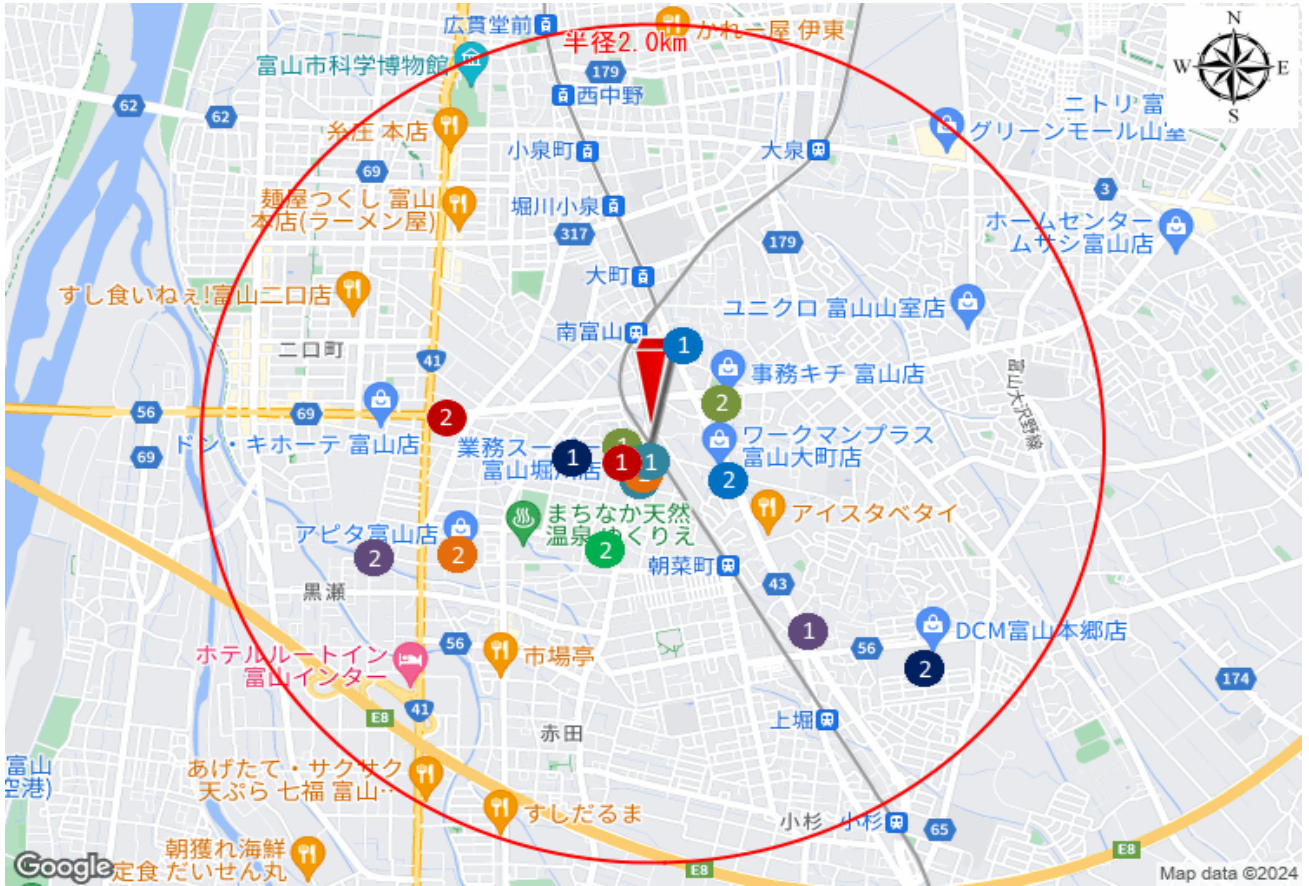 広貫堂前
半径2.0km
かれー屋 伊東
N
W
E
S
富山市科学博物館
179
西中野
62
62
ニトリ 富
グリーンモール山室
糸庄 本店
小泉町
大泉
69
3
麺屋つくし 富山
本店(ラーメン屋)
堀川小泉
317
179
ホームセンター
ムサシ富山店
大町
すし食いねぇ!富山二口店
ユニクロ 富山山室店
南富山
1
二口町
41
事務キチ 富山店
富山大沢野線
56
69
2
2
ドン・キホーテ 富山店
業務スーパー
富山堀川店
1
1
1
1
2
ワークマンプラス
富山大町店
69
2
アイスタベタイ
まちなか天然
温泉 ゆくりえ
アピタ富山店
2
2
2
朝菜町
黒瀬
43
1
56
DCM富山本郷店
56
市場亭
2
ホテルルートイン
富山インター
174
E8
41
上堀
赤田
富山
空港)
あげたて・サクサク
天ぷら 七福 富山…
すしだるま
小杉
小杉
65
E8
E8
朝獲れ海鮮
定食 だいせん丸
Google
Map data ©2024